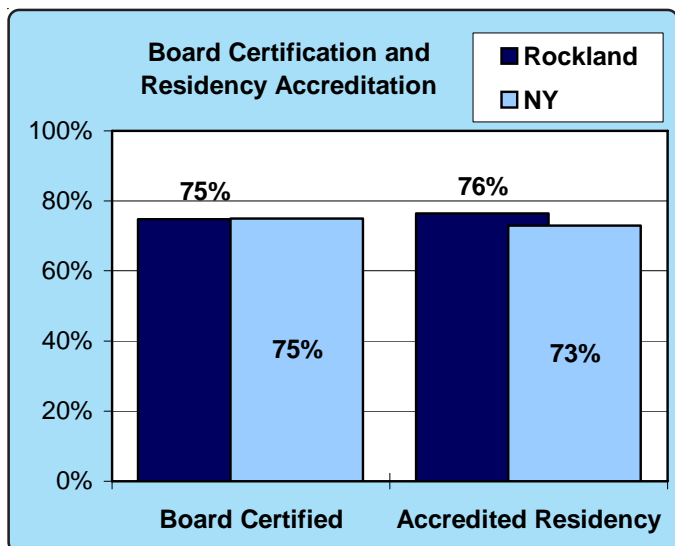 Board Certification and
Residency Accreditation
Rockland
NY
100%
80%
60%
40%
20%
0%
75%
75%
76%
73%
Board Certified
Accredited Residency